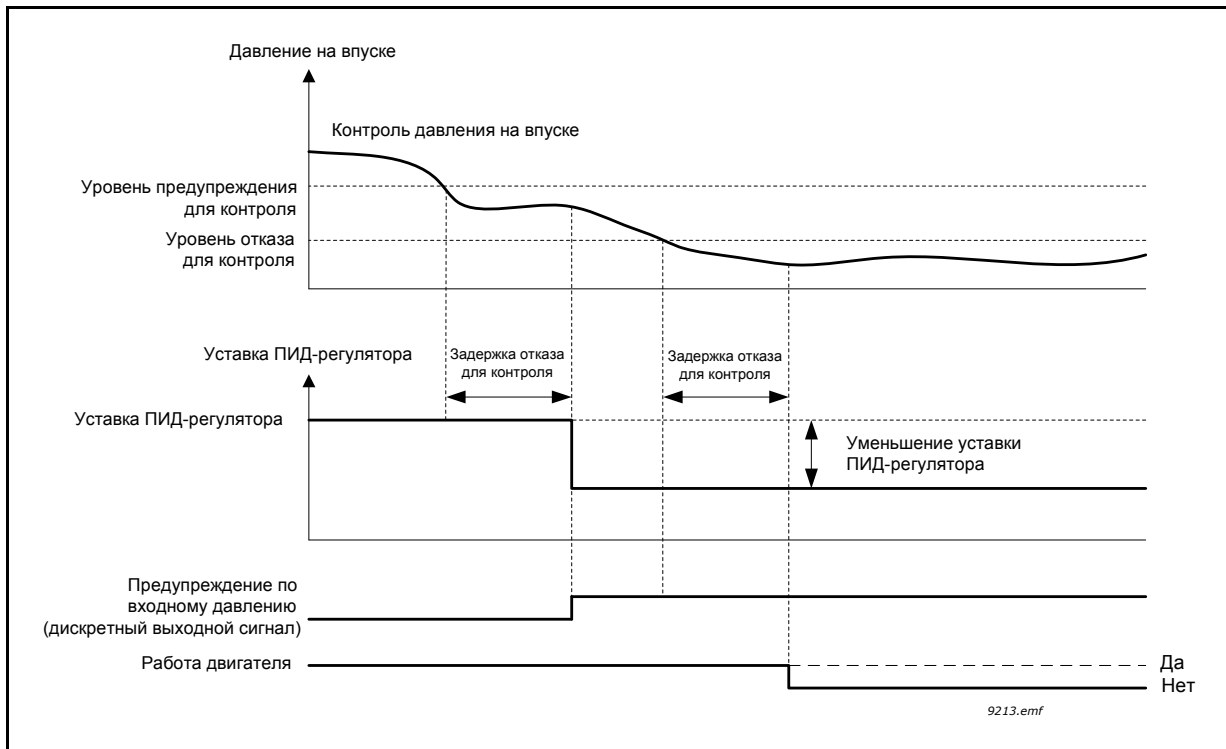 Давление на впуске
Контроль давления на впуске
Уровень предупреждения
для контроля
Уровень отказа
для контроля
Уставка ПИД-регулятора
Задержка отказа
для контроля
Задержка отказа
для контроля
Уставка ПИД-регулятора
Уменьшение уставки
ПИД-регулятора
Предупреждение по
входному давлению
(дискретный выходной сигнал)
Работа двигателя
Да
Нет
9213.emf